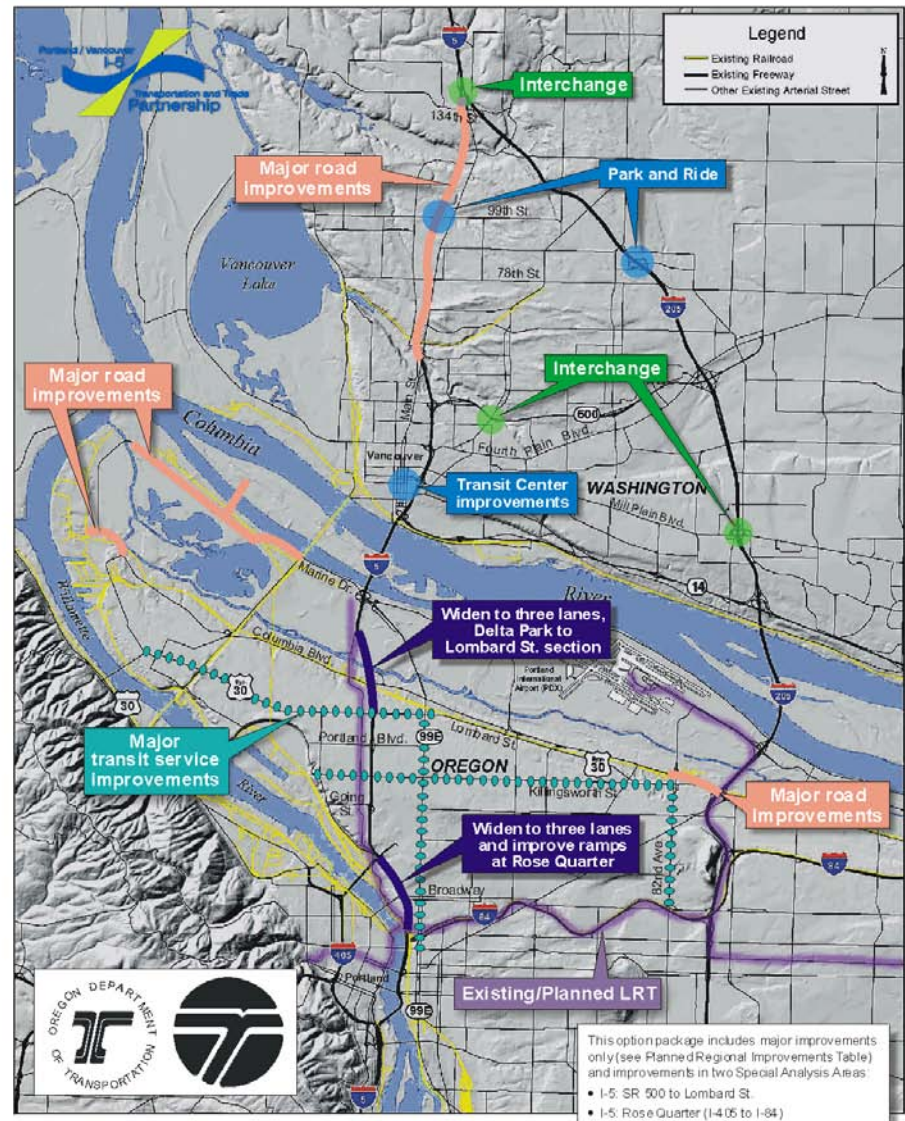 Portland / Vancouver
I-5
Transportation and Trade
Partnership
5
Legend
Existing Railroad
Existing Freeway
Other Existing Arterial Street
N
Interchange
134th St.
Major road
improvements
Park and Ride
99th St.
Vancouver
Lake
78th St.
205
Major road
improvements
Interchange
Main St.
500
Fourth Plain Blvd.
Columbia
Vancouver
Transit Center
improvements
WASHINGTON
Mill Plain Blvd.
5
14
Marine Dr.
River
Willamette
Widen to three lanes,
Delta Park to
Lombard St. section
Columbia Blvd.
Portland
International
Airport (PDX)
205
30
30
Major
transit service
improvements
Portland Blvd.
99E
Lombard St.
OREGON
30
Killingsworth St.
River
Going
St.
Major road
improvements
Widen to three lanes
and improve ramps
at Rose Quarter
82nd Ave.
84
Broadway
84
405
Portland
Existing/Planned LRT
99E
5
OREGON DEPARTMENT
OF TRANSPORTATION
This option package includes major improvements
only (see Planned Regional Improvements Table)
and improvements in two Special Analysis Areas:
• I-5: SR 500 to Lombard St.
• I-5: Rose Quarter (I-405 to I-84)